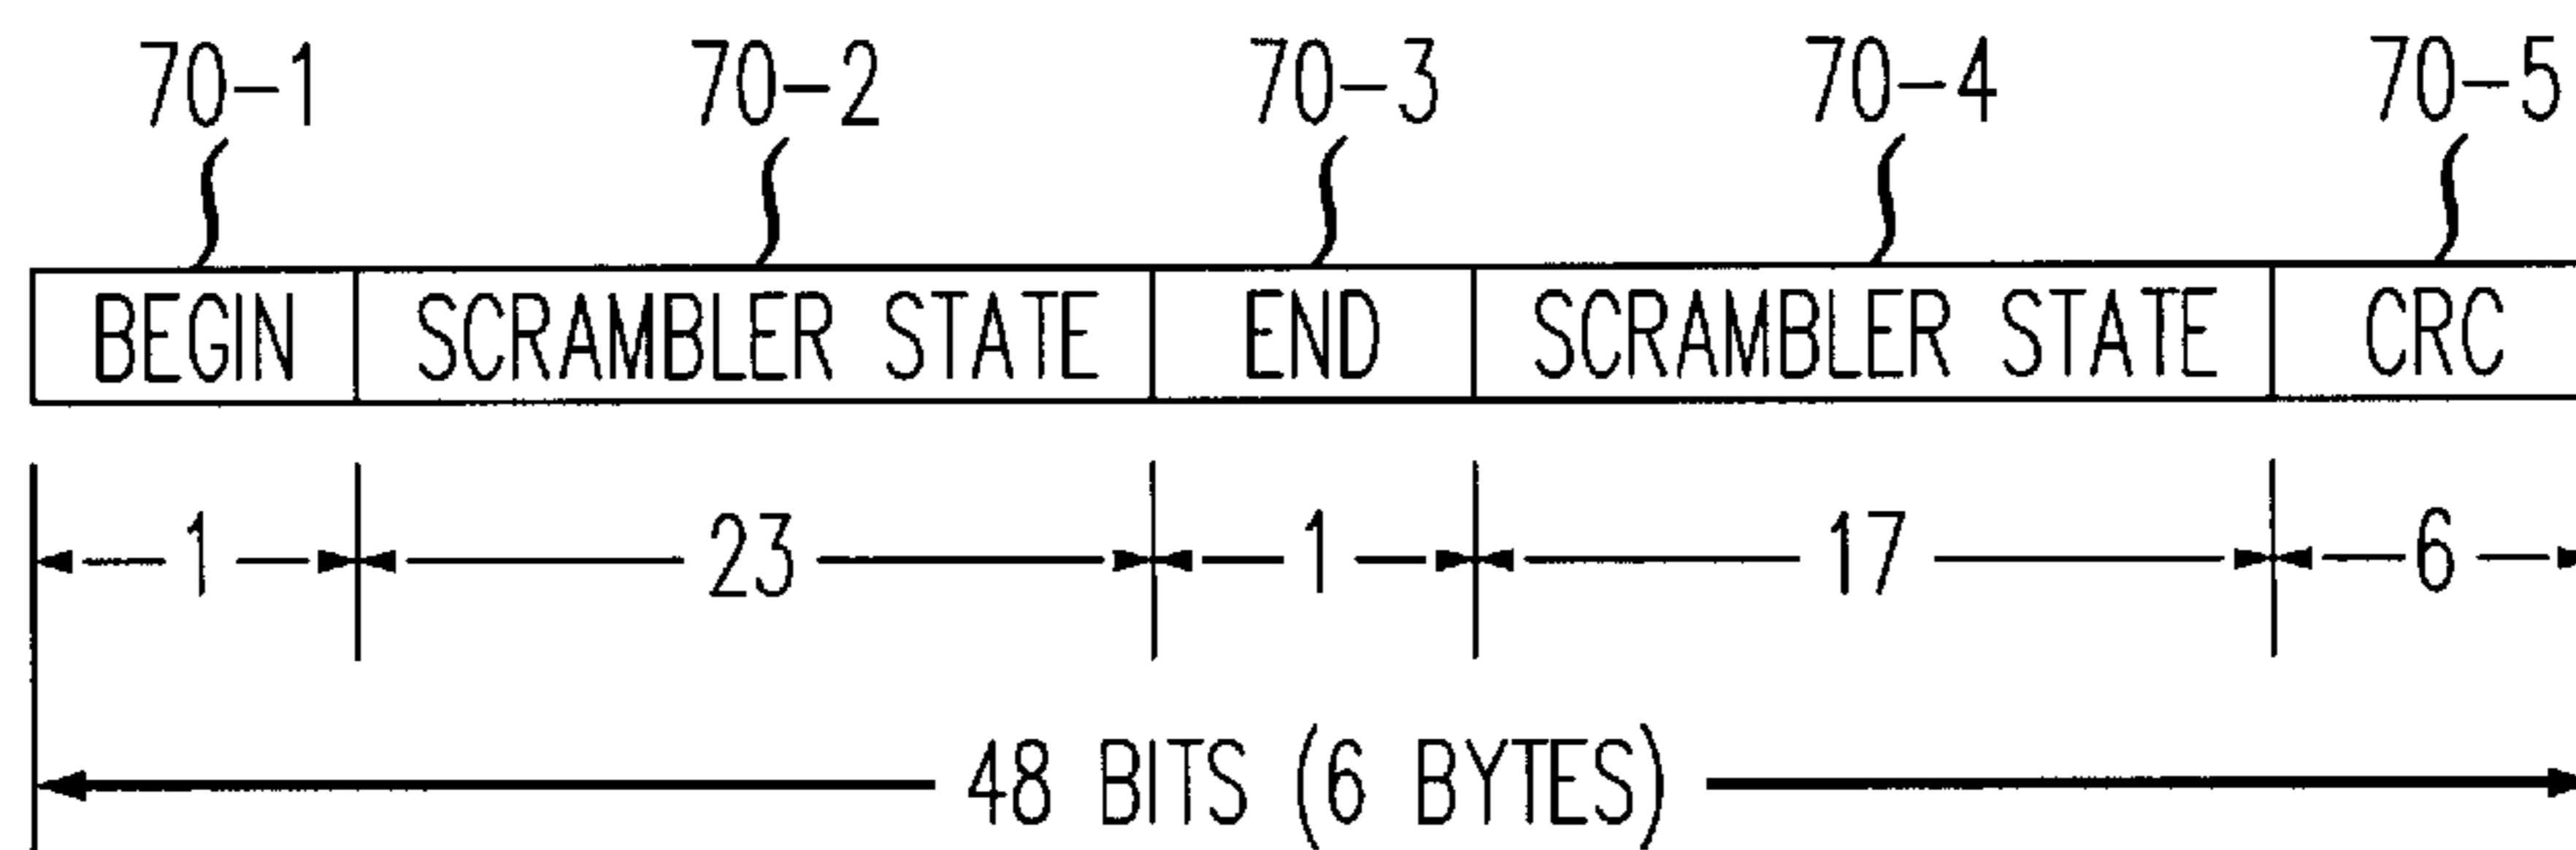 70-1 70-2 70-3 70-4 70-5
BEGIN SCRAMBLER STATE END SCRAMBLER STATE CRC
1 23 1 17 6
48 BITS (6 BYTES)